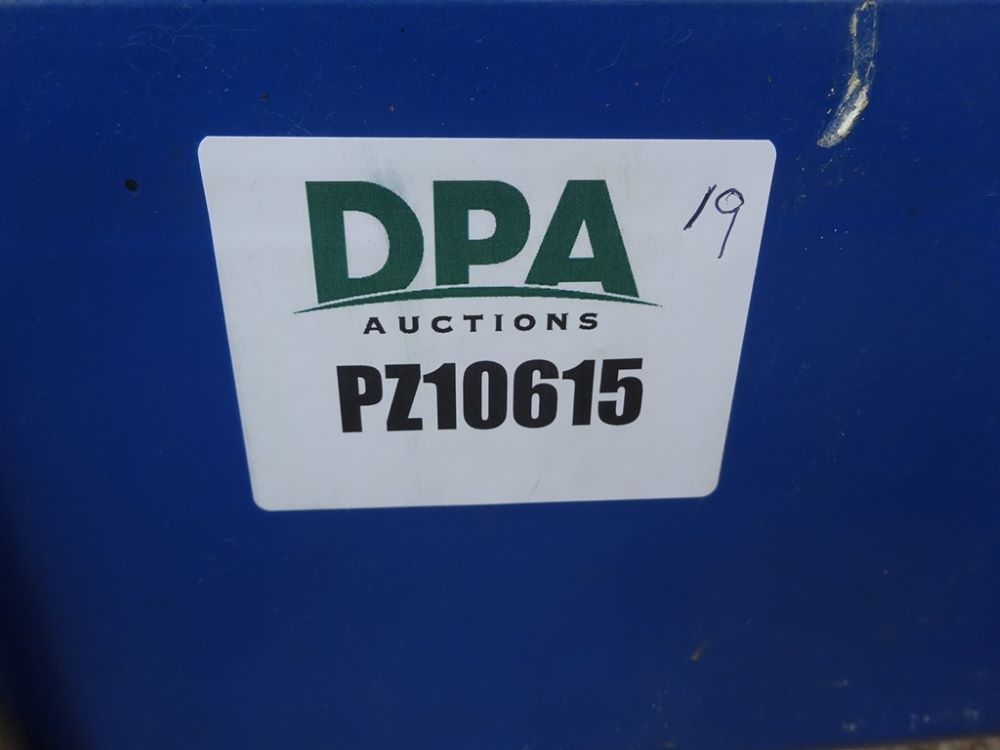 DPA
19
AUCTIONS
PZ10615